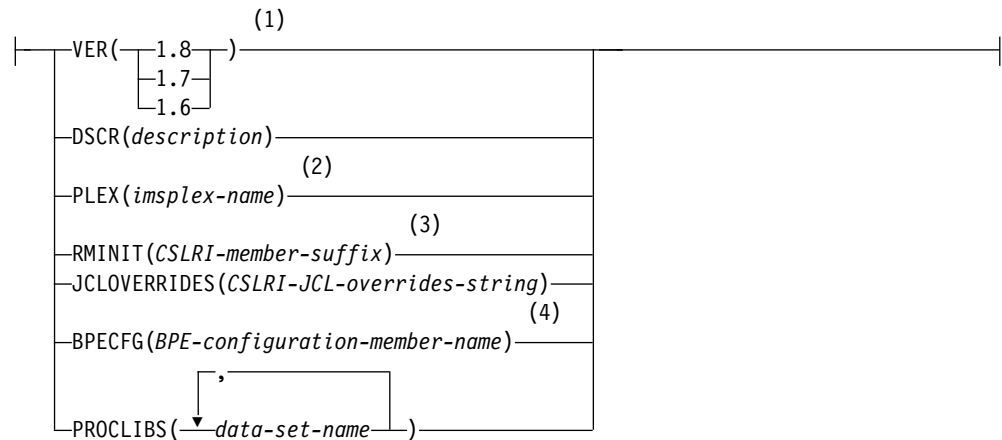 (1)
VER( 1.8 )
1.7
1.6
DSCR(description)
(2)
PLEX(imsplex-name)
(3)
RMINIT(CSLRI-member-suffix)
JCLOVERRIDES(CSLRI-JCL-overrides-string)
(4)
BPECFG(BPE-configuration-member-name)
,
PROCLIBS( data-set-name )